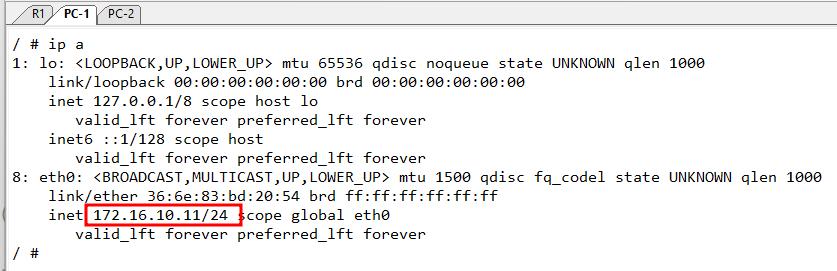 R1 PC-1 PC-2
/ # ip a
1: lo: <LOOPBACK,UP,LOWER_UP> mtu 65536 qdisc noqueue state UNKNOWN qlen 1000
    link/loopback 00:00:00:00:00:00 brd 00:00:00:00:00:00
    inet 127.0.0.1/8 scope host lo
       valid_lft forever preferred_lft forever
    inet6 ::1/128 scope host
       valid_lft forever preferred_lft forever
8: eth0: <BROADCAST,MULTICAST,UP,LOWER_UP> mtu 1500 qdisc fq_codel state UNKNOWN qlen 1000
    link/ether 36:6e:83:bd:20:54 brd ff:ff:ff:ff:ff:ff
    inet 172.16.10.11/24 scope global eth0
       valid_lft forever preferred_lft forever
/ #